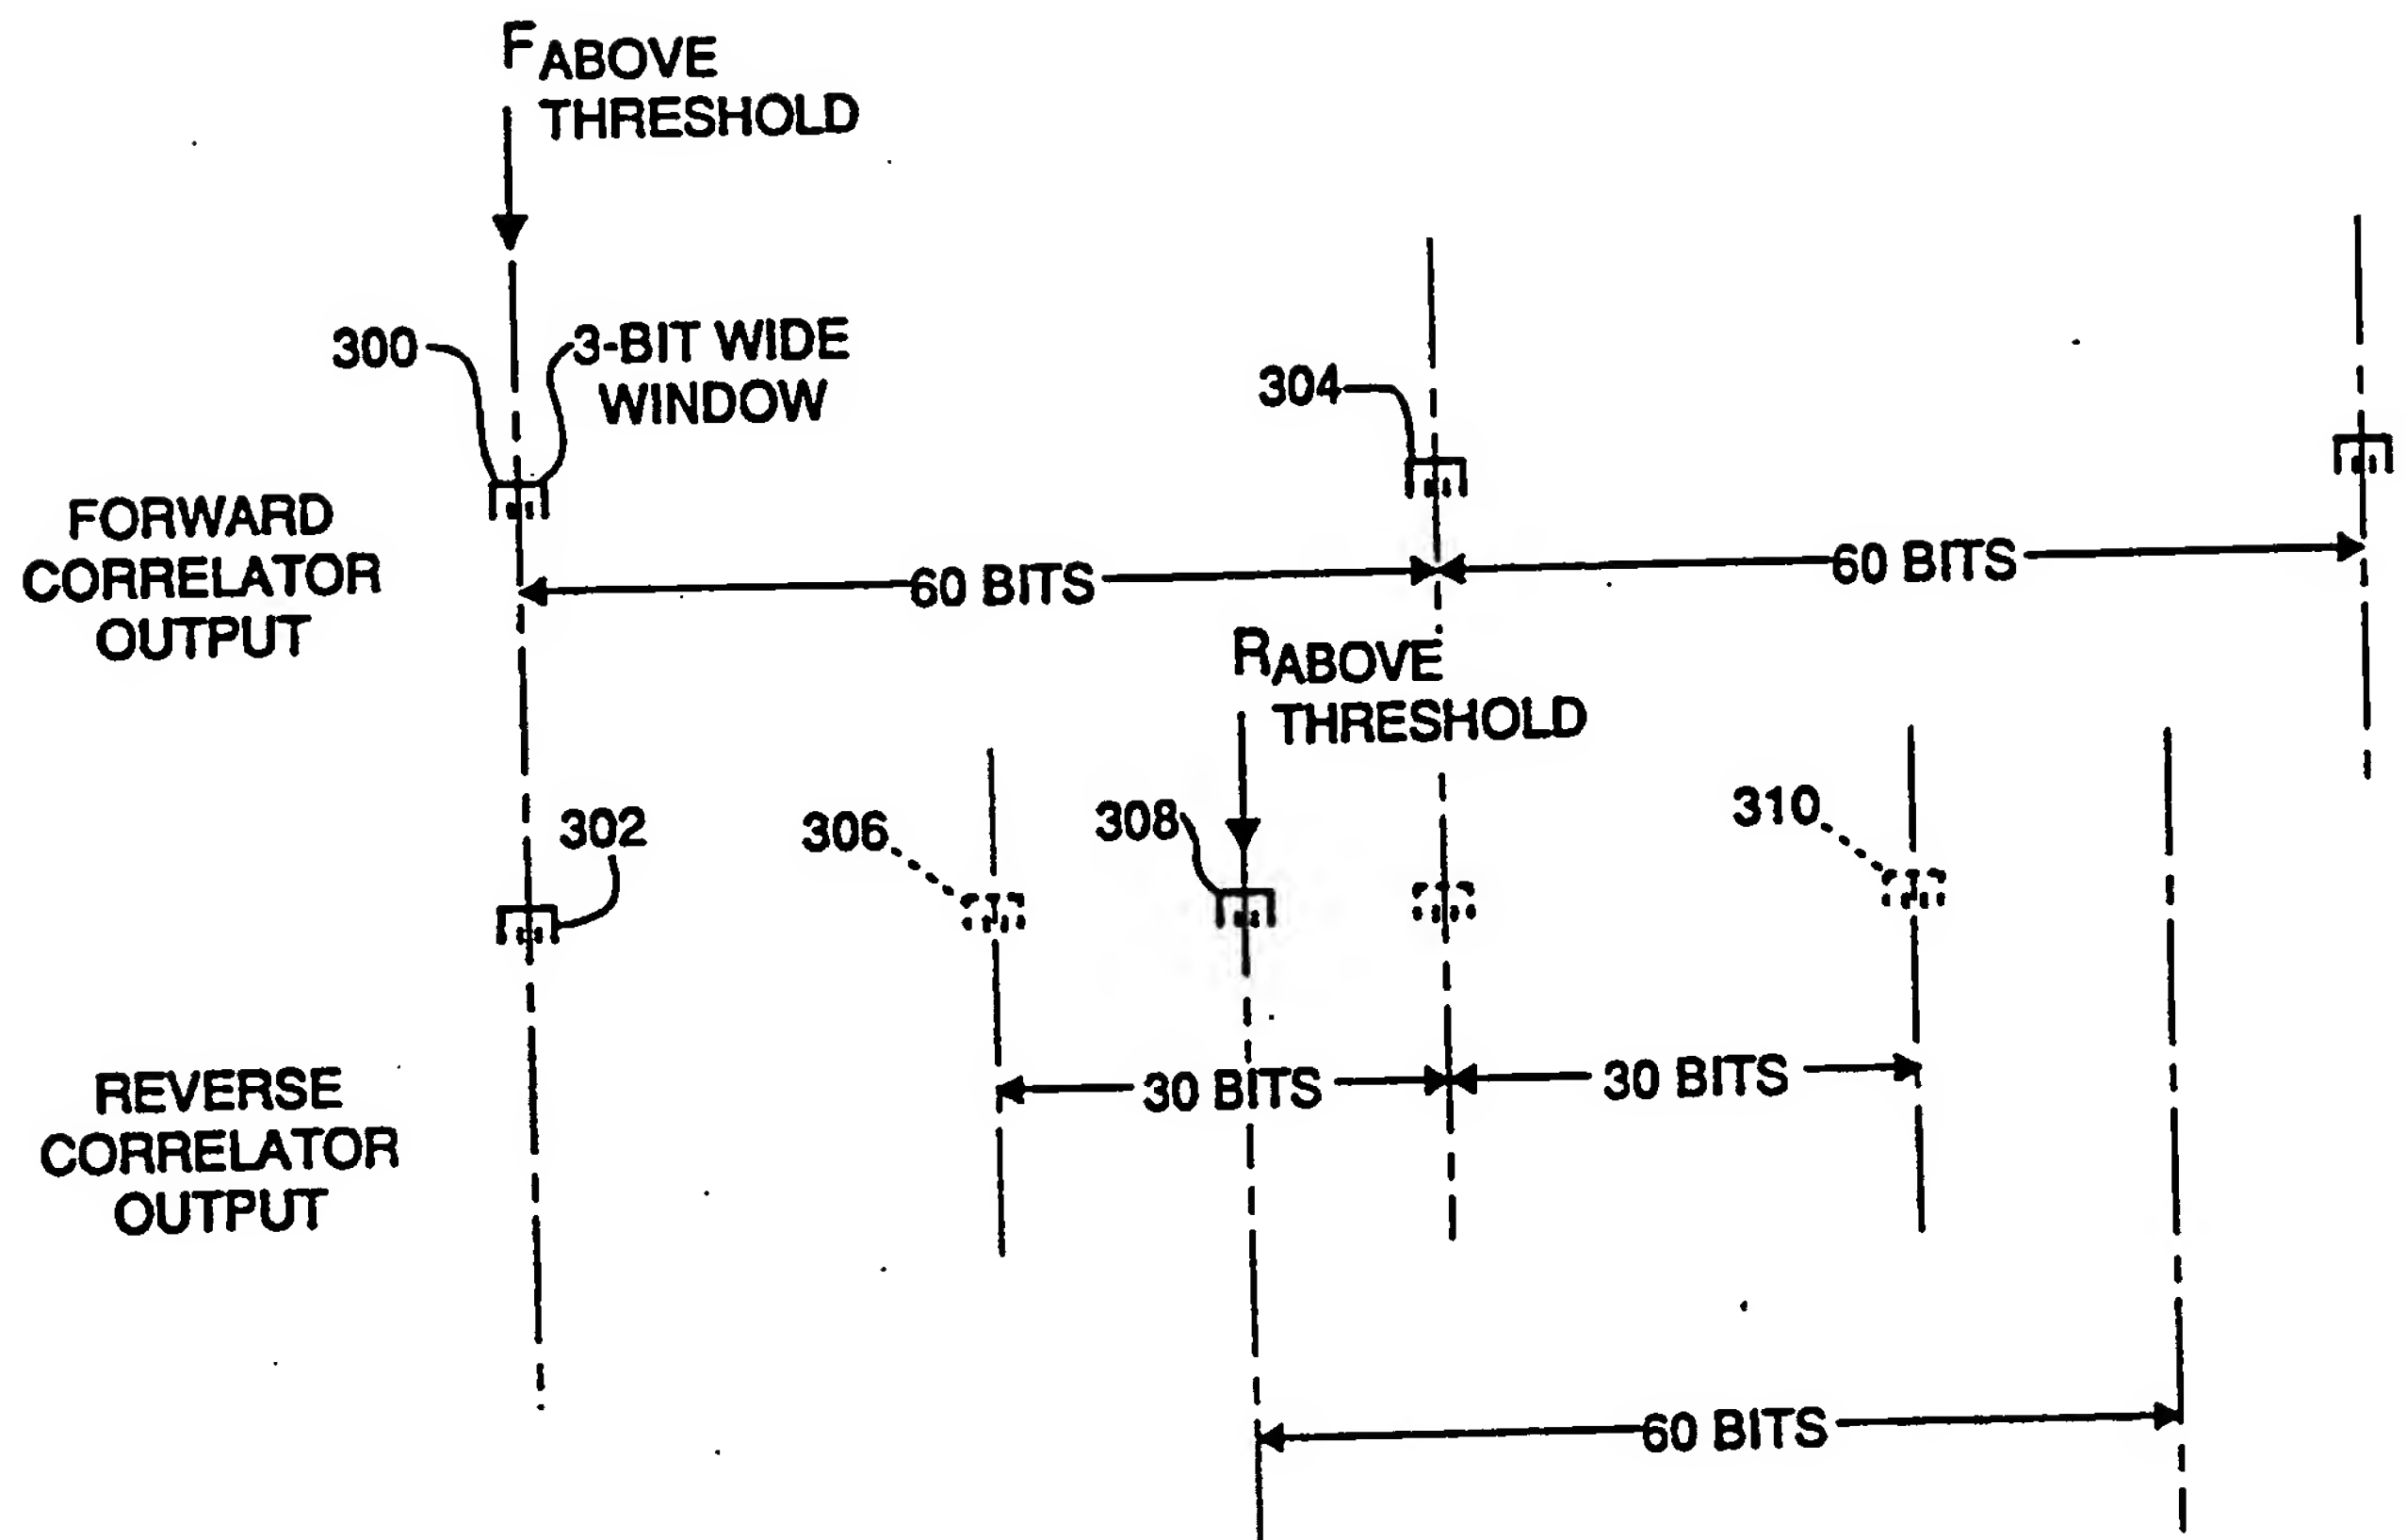 FABOVE
THRESHOLD
300
3-BIT WIDE
WINDOW
304
FORWARD
CORRELATOR
OUTPUT
60 BITS
60 BITS
RABOVE
THRESHOLD
302
306
308
310
REVERSE
CORRELATOR
OUTPUT
30 BITS
30 BITS
60 BITS